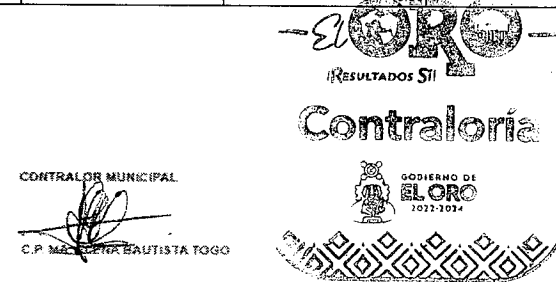 El ORO
¡RESULTADOS SÍ!
Contraloría
GOBIERNO DE
EL ORO
2022-2024
CONTRALOR MUNICIPAL
C.P. BAUTISTA TOGO